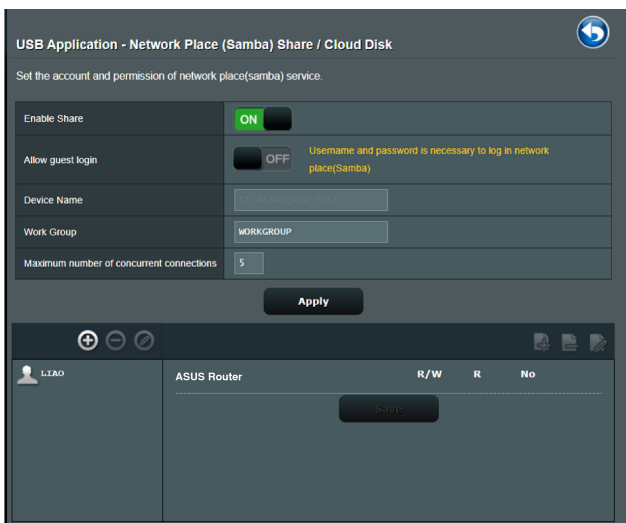 USB Application - Network Place (Samba) Share / Cloud Disk
Set the account and permission of network place(samba) service.
Enable Share
ON
Allow guest login
OFF
Username and password is necessary to log in network
place(Samba)
Device Name
Work Group
WORKGROUP
Maximum number of concurrent connections
5
Apply
LIAO
ASUS Router R/W R No
Save